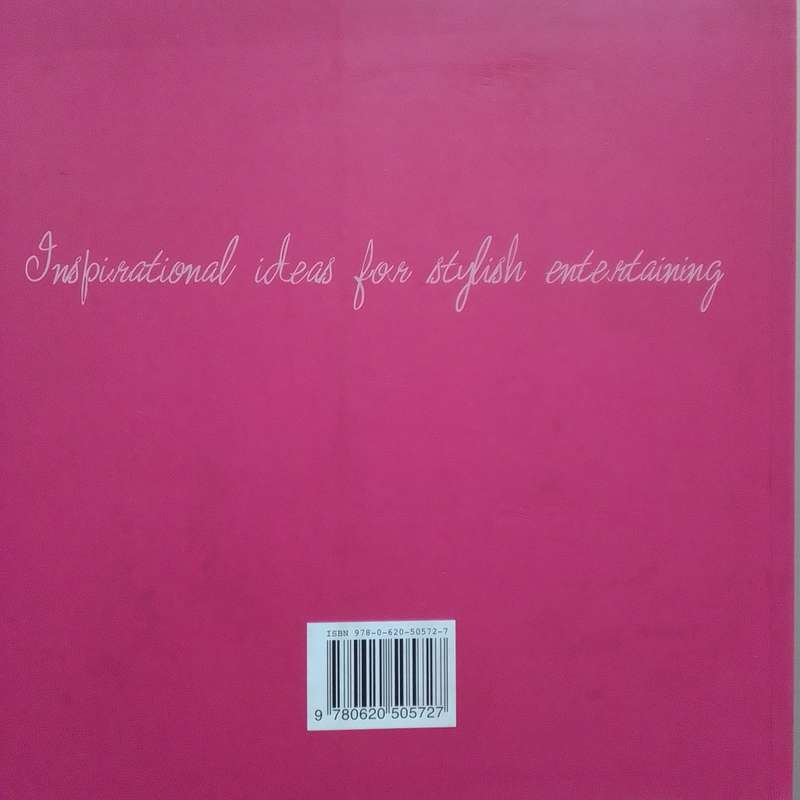 Inspirational ideas for stylish entertaining
ISBN 978-0-620-50572-7
9 780620 505727